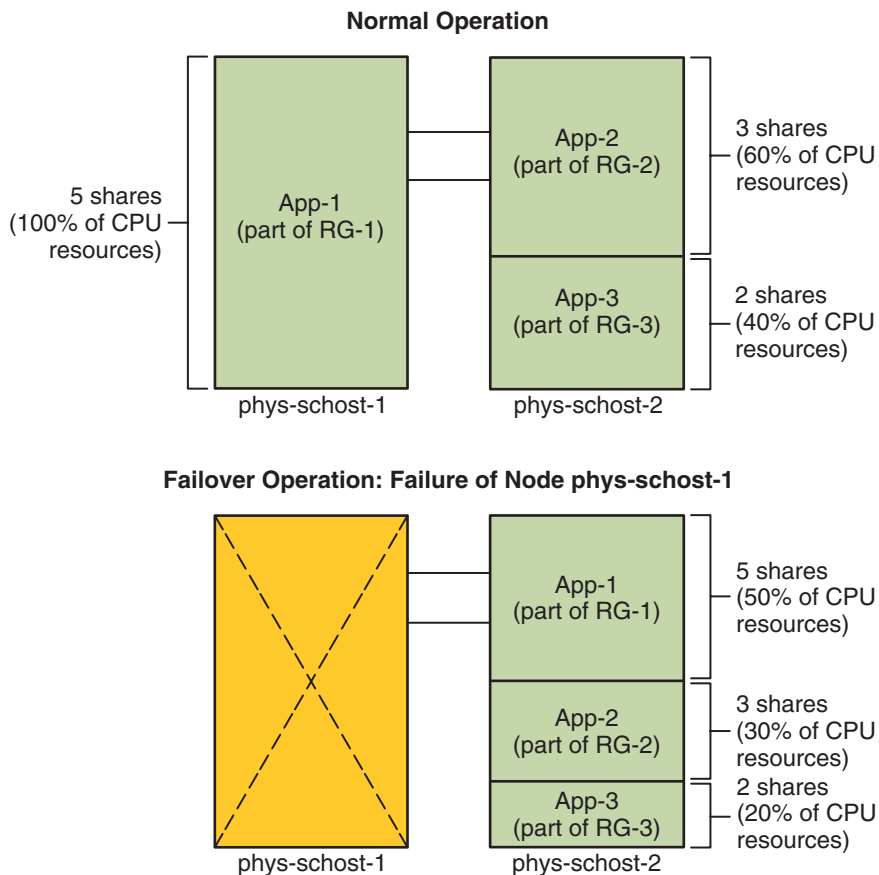 Normal Operation
5 shares
(100% of CPU
resources)
App-1
(part of RG-1)
App-2
(part of RG-2)
3 shares
(60% of CPU
resources)
App-3
(part of RG-3)
2 shares
(40% of CPU
resources)
phys-schost-1
phys-schost-2
Failover Operation: Failure of Node phys-schost-1
App-1
(part of RG-1)
5 shares
(50% of CPU
resources)
App-2
(part of RG-2)
3 shares
(30% of CPU
resources)
App-3
(part of RG-3)
2 shares
(20% of CPU
resources)
phys-schost-1
phys-schost-2